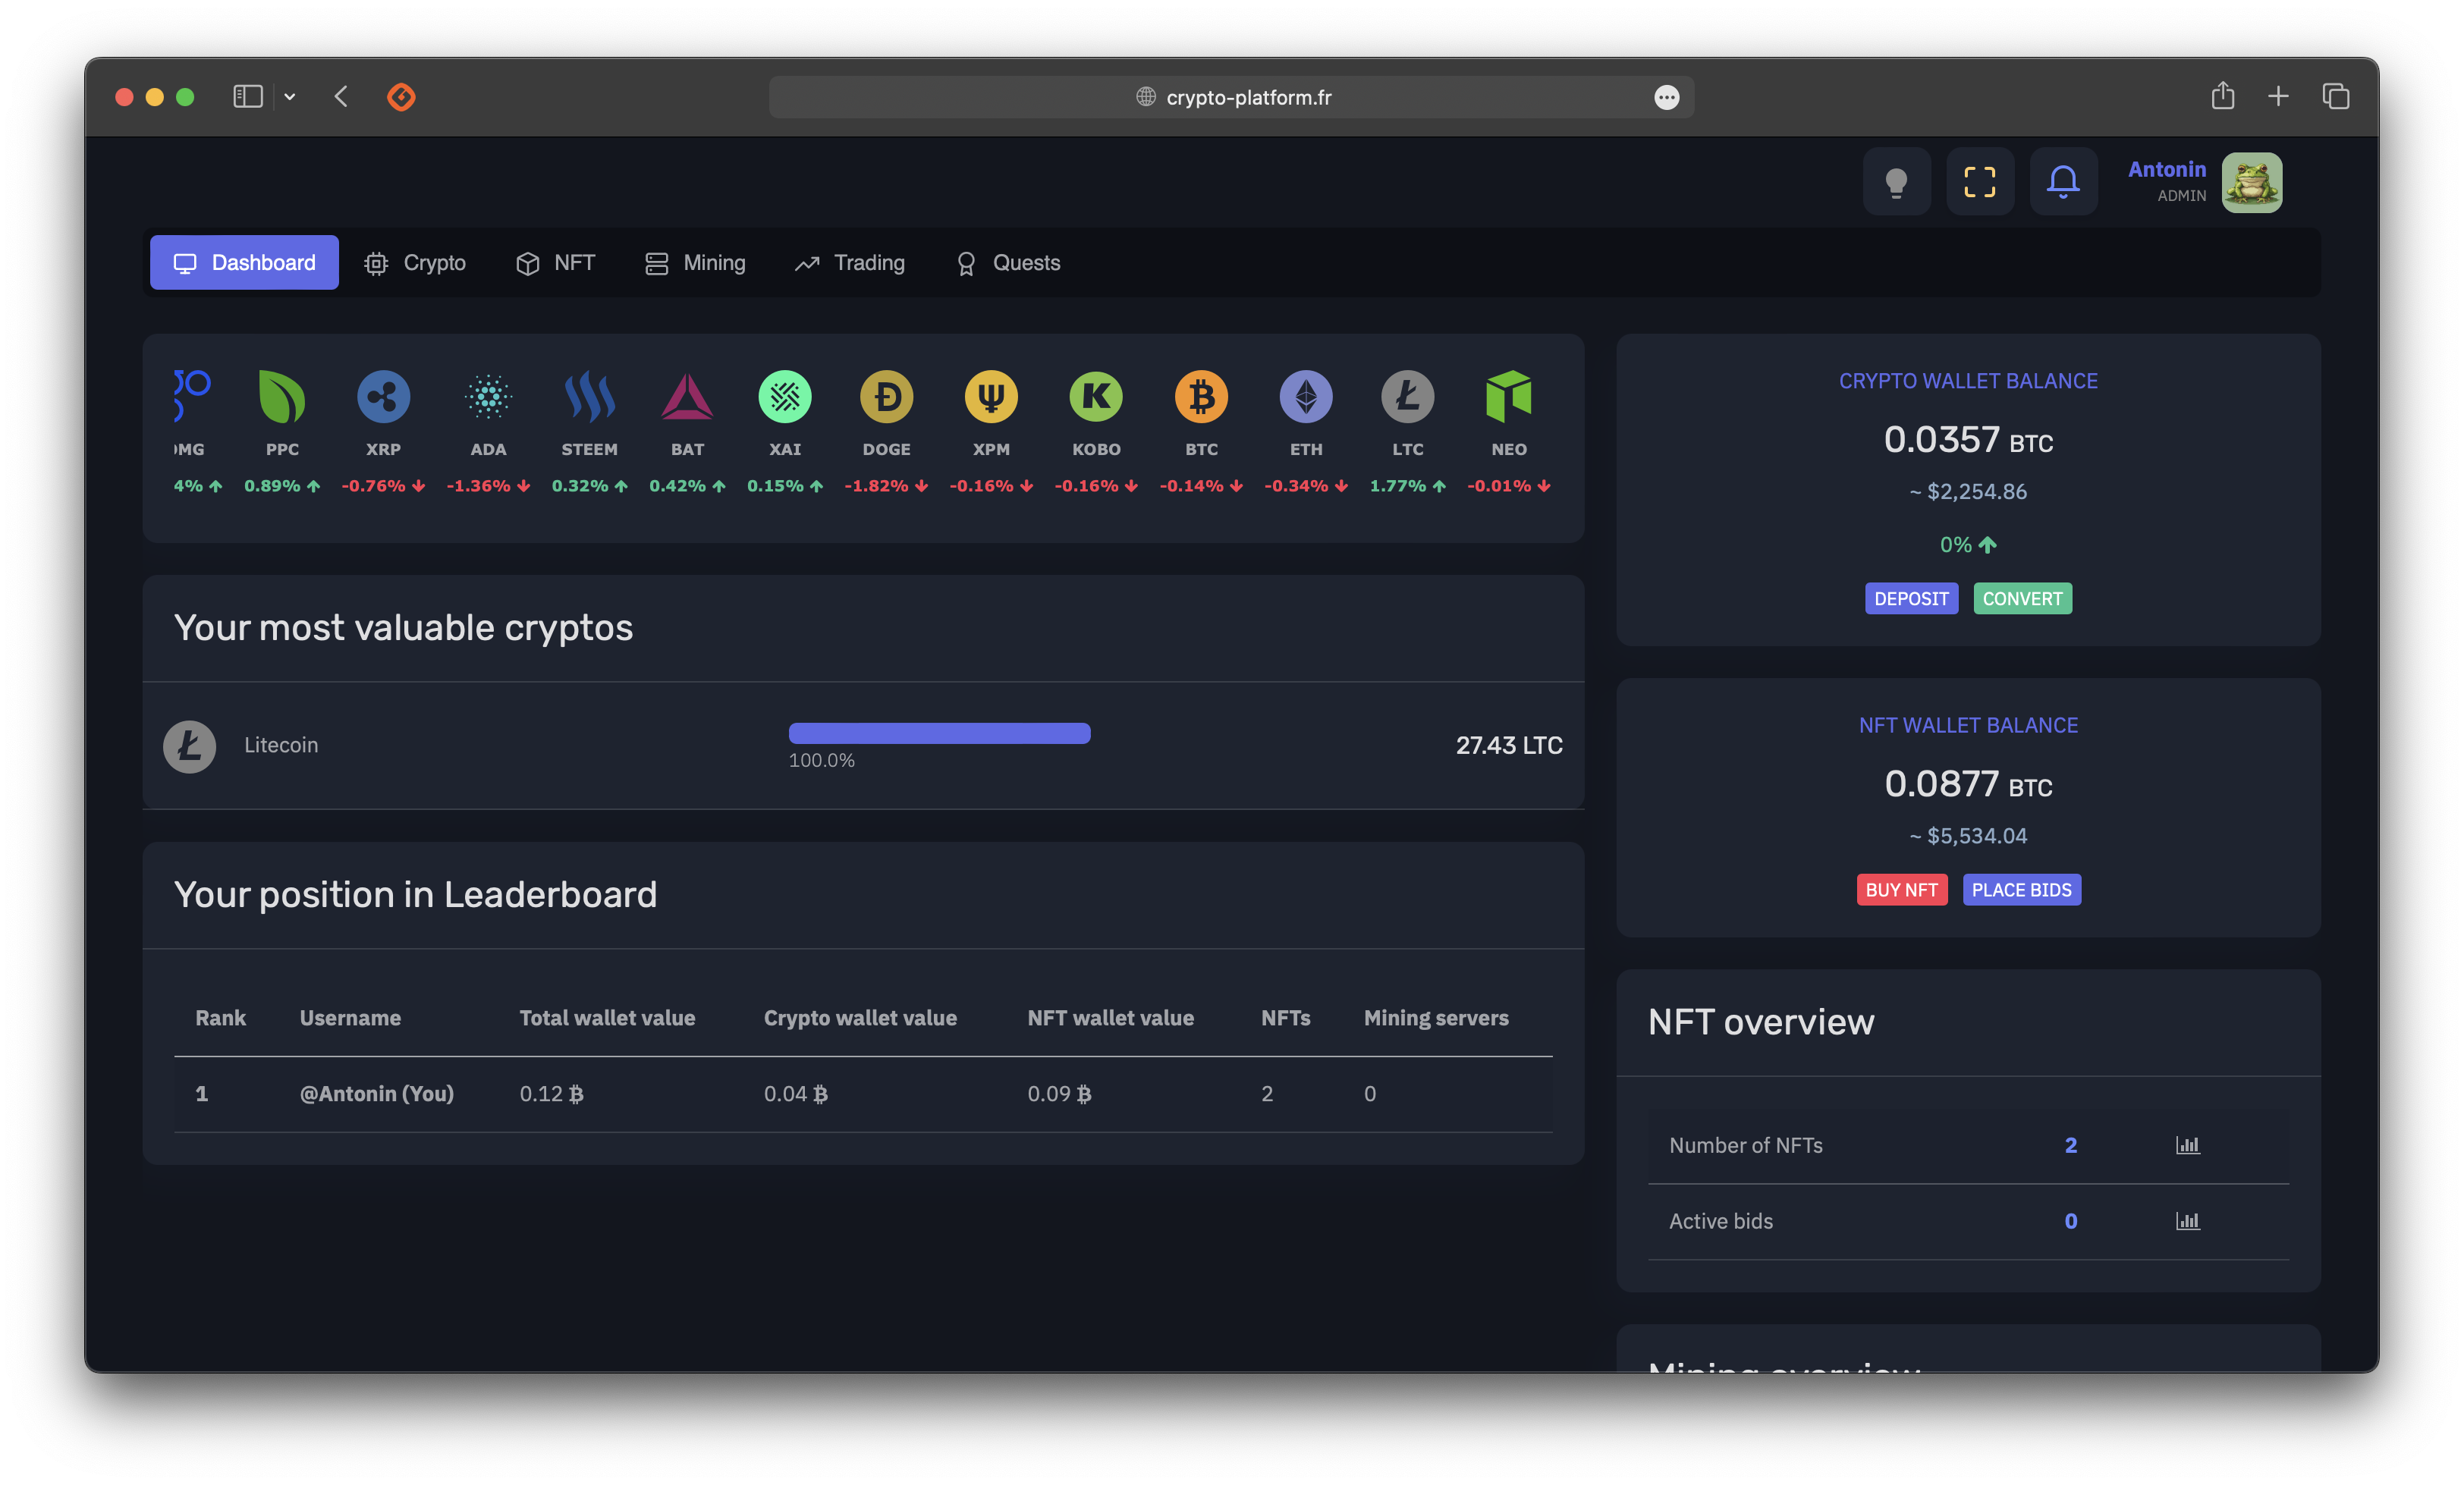 crypto-platform.fr
Antonin
ADMIN
Dashboard Crypto NFT Mining Trading Quests
PPC XRP ADA STEEM BAT XAI DOGE XPM KOBO BTC ETH LTC NEO
4% 0.89% -0.76% -1.36% 0.32% 0.42% 0.15% -1.82% -0.16% -0.16% -0.14% -0.34% 1.77% -0.01%
CRYPTO WALLET BALANCE
0.0357 BTC
~ $2,254.86
0%
DEPOSIT CONVERT
Your most valuable cryptos
Litecoin
100.0%
27.43 LTC
NFT WALLET BALANCE
0.0877 BTC
~ $5,534.04
BUY NFT PLACE BIDS
Your position in Leaderboard
Rank Username Total wallet value Crypto wallet value NFT wallet value NFTs Mining servers
1 @Antonin (You) 0.12 ₿ 0.04 ₿ 0.09 ₿ 2 0
NFT overview
Number of NFTs 2
Active bids 0
Mining overview